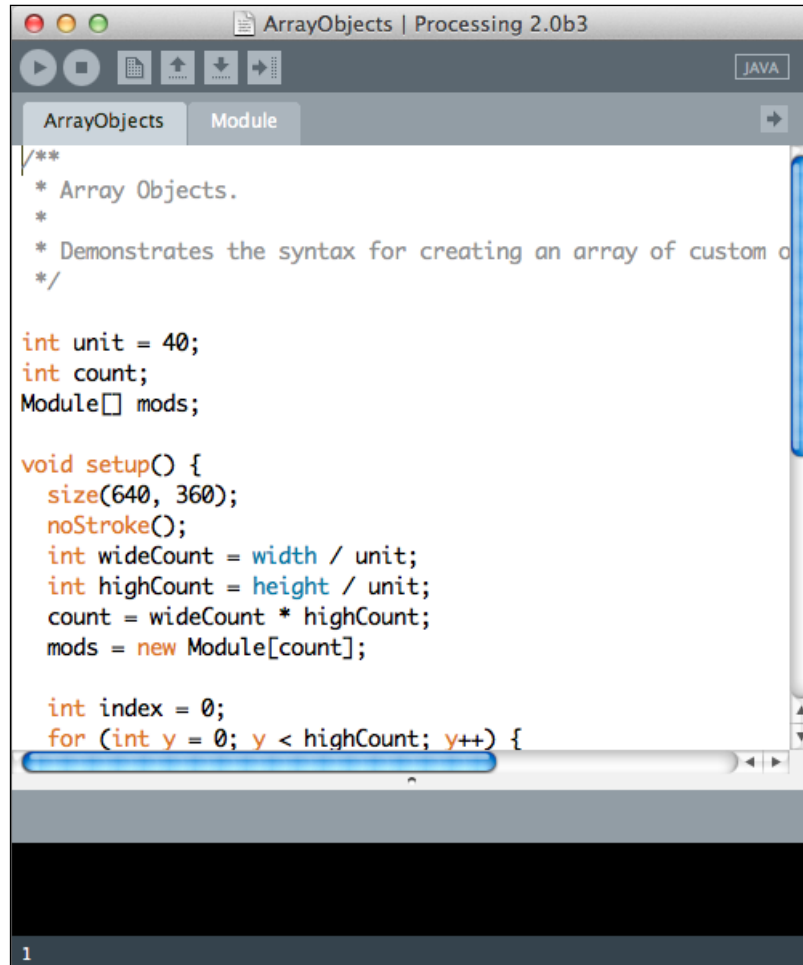 ArrayObjects | Processing 2.0b3
JAVA
ArrayObjects Module
/**
 * Array Objects.
 *
 * Demonstrates the syntax for creating an array of custom o
 */

int unit = 40;
int count;
Module[] mods;

void setup() {
  size(640, 360);
  noStroke();
  int wideCount = width / unit;
  int highCount = height / unit;
  count = wideCount * highCount;
  mods = new Module[count];

  int index = 0;
  for (int y = 0; y < highCount; y++) {
1